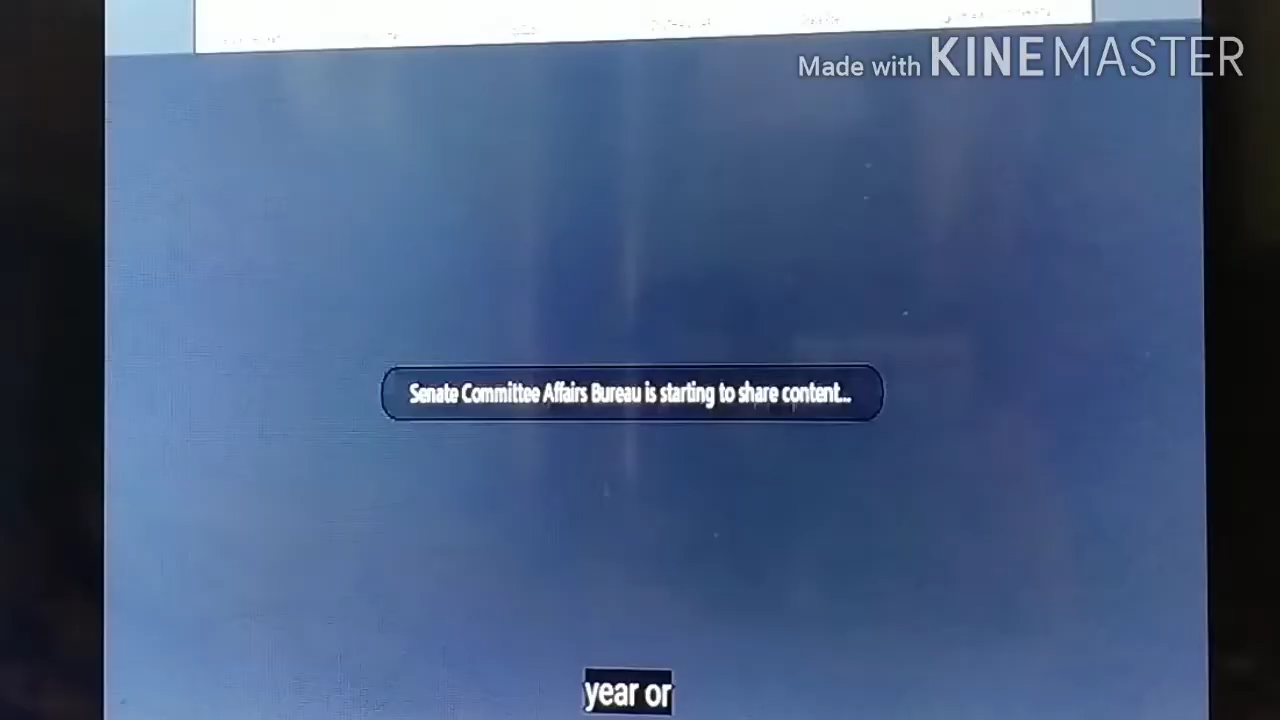 Made with KINEMASTER
Senate Committee Affairs Bureau is starting to share content...
year or